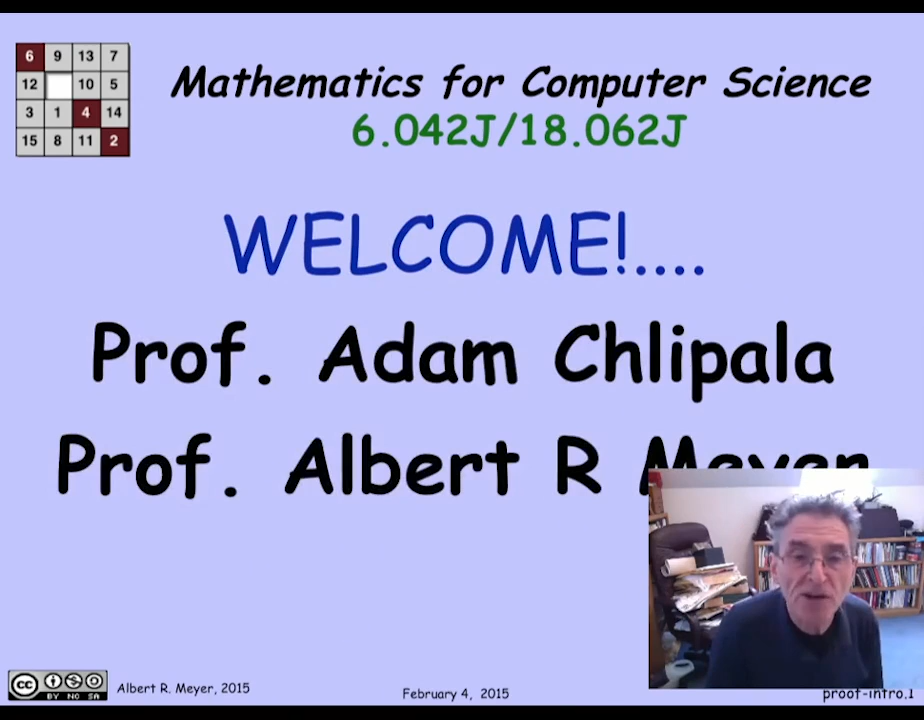 6 9 13 7
12 10 5
3 1 4 14
15 8 11 2
Mathematics for Computer Science
6.042J/18.062J
WELCOME!....
Prof. Adam Chlipala
Prof. Albert R Meyer
cc BY NC SA
Albert R. Meyer, 2015
February 4, 2015
proof-intro.1